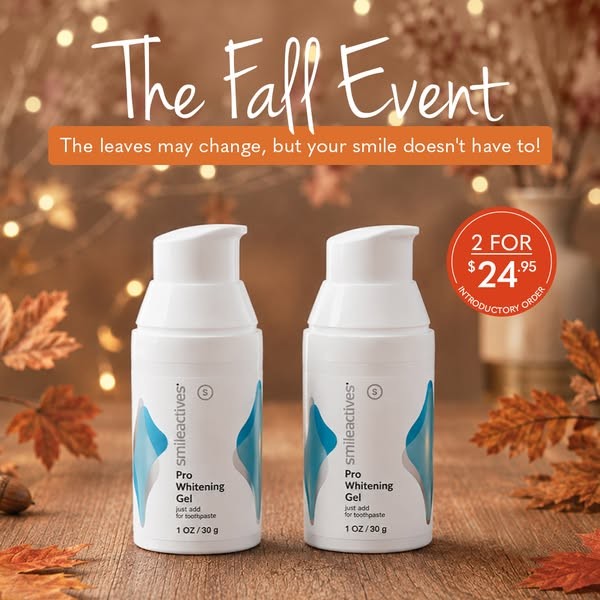 The Fall Event
The leaves may change, but your smile doesn't have to!
2 FOR
$24.95
INTRODUCTORY ORDER
smileactives
S
Pro
Whitening
Gel
just add
for toothpaste
1 OZ / 30 g
smileactives
S
Pro
Whitening
Gel
just add
for toothpaste
1 OZ / 30 g